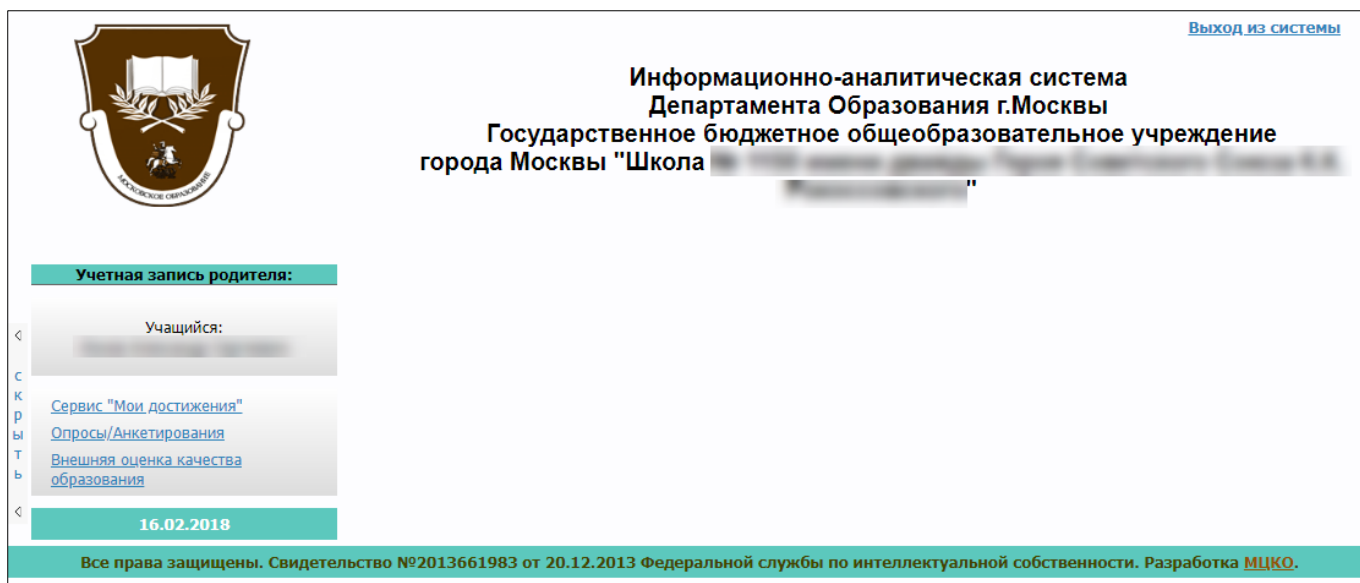 Выход из системы
Информационно-аналитическая система
Департамента Образования г.Москвы
Государственное бюджетное общеобразовательное учреждение
города Москвы "Школа
"
МОСКОВСКОЕ ОБРАЗОВАНИЕ
Учетная запись родителя:
Учащийся:
скрыть
Сервис "Мои достижения"
Опросы/Анкетирования
Внешняя оценка качества
образования
16.02.2018
Все права защищены. Свидетельство №2013661983 от 20.12.2013 Федеральной службы по интеллектуальной собственности. Разработка МЦКО.